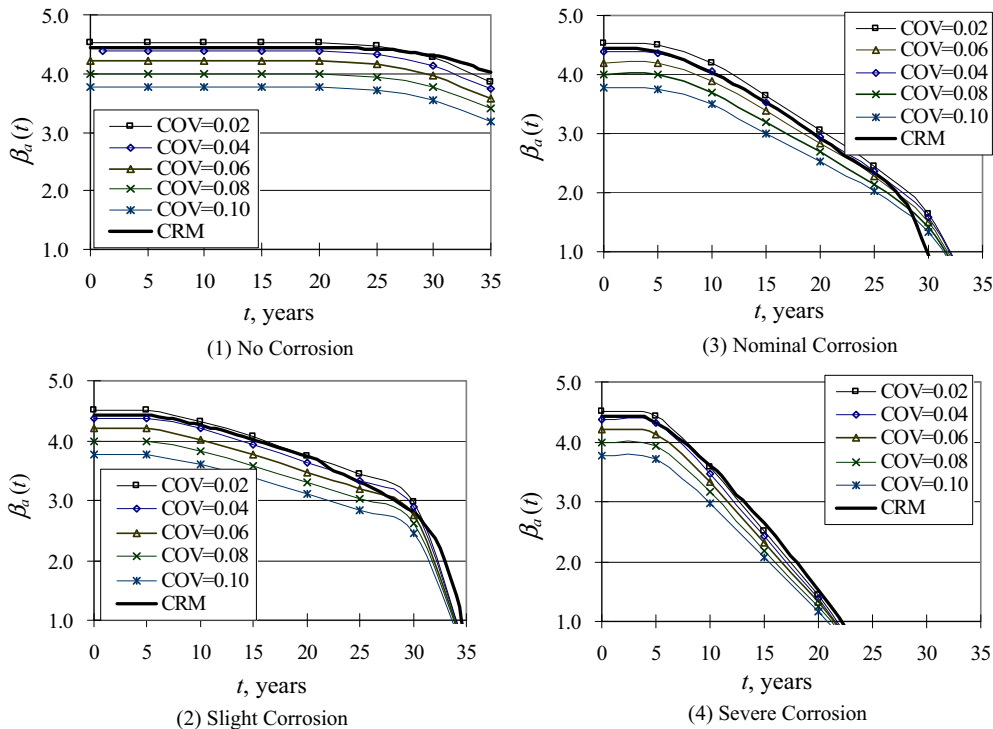 5.0
4.0
3.0
2.0
1.0
βa(t)
COV=0.02
COV=0.04
COV=0.06
COV=0.08
COV=0.10
CRM
0 5 10 15 20 25 30 35
t, years
(1) No Corrosion
5.0
4.0
3.0
2.0
1.0
βa(t)
COV=0.02
COV=0.06
COV=0.04
COV=0.08
COV=0.10
CRM
0 5 10 15 20 25 30 35
t, years
(3) Nominal Corrosion
5.0
4.0
3.0
2.0
1.0
βa(t)
COV=0.02
COV=0.04
COV=0.06
COV=0.08
COV=0.10
CRM
0 5 10 15 20 25 30 35
t, years
(2) Slight Corrosion
5.0
4.0
3.0
2.0
1.0
βa(t)
COV=0.02
COV=0.04
COV=0.06
COV=0.08
COV=0.10
CRM
0 5 10 15 20 25 30 35
t, years
(4) Severe Corrosion